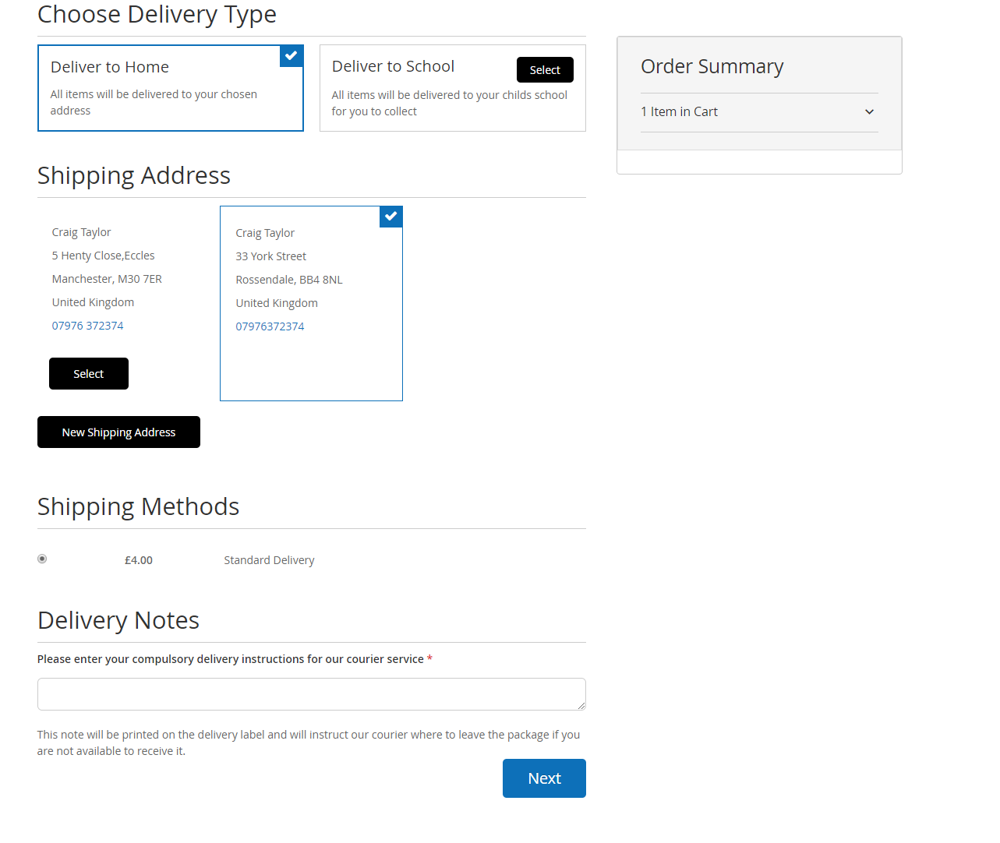 Choose Delivery Type
Deliver to Home
All items will be delivered to your chosen
address
Deliver to School
Select
All items will be delivered to your childs school
for you to collect
Order Summary
1 Item in Cart
Shipping Address
Craig Taylor
5 Henty Close,Eccles
Manchester, M30 7ER
United Kingdom
07976 372374
Select
Craig Taylor
33 York Street
Rossendale, BB4 8NL
United Kingdom
07976372374
New Shipping Address
Shipping Methods
£4.00 Standard Delivery
Delivery Notes
Please enter your compulsory delivery instructions for our courier service *
This note will be printed on the delivery label and will instruct our courier where to leave the package if you
are not available to receive it.
Next